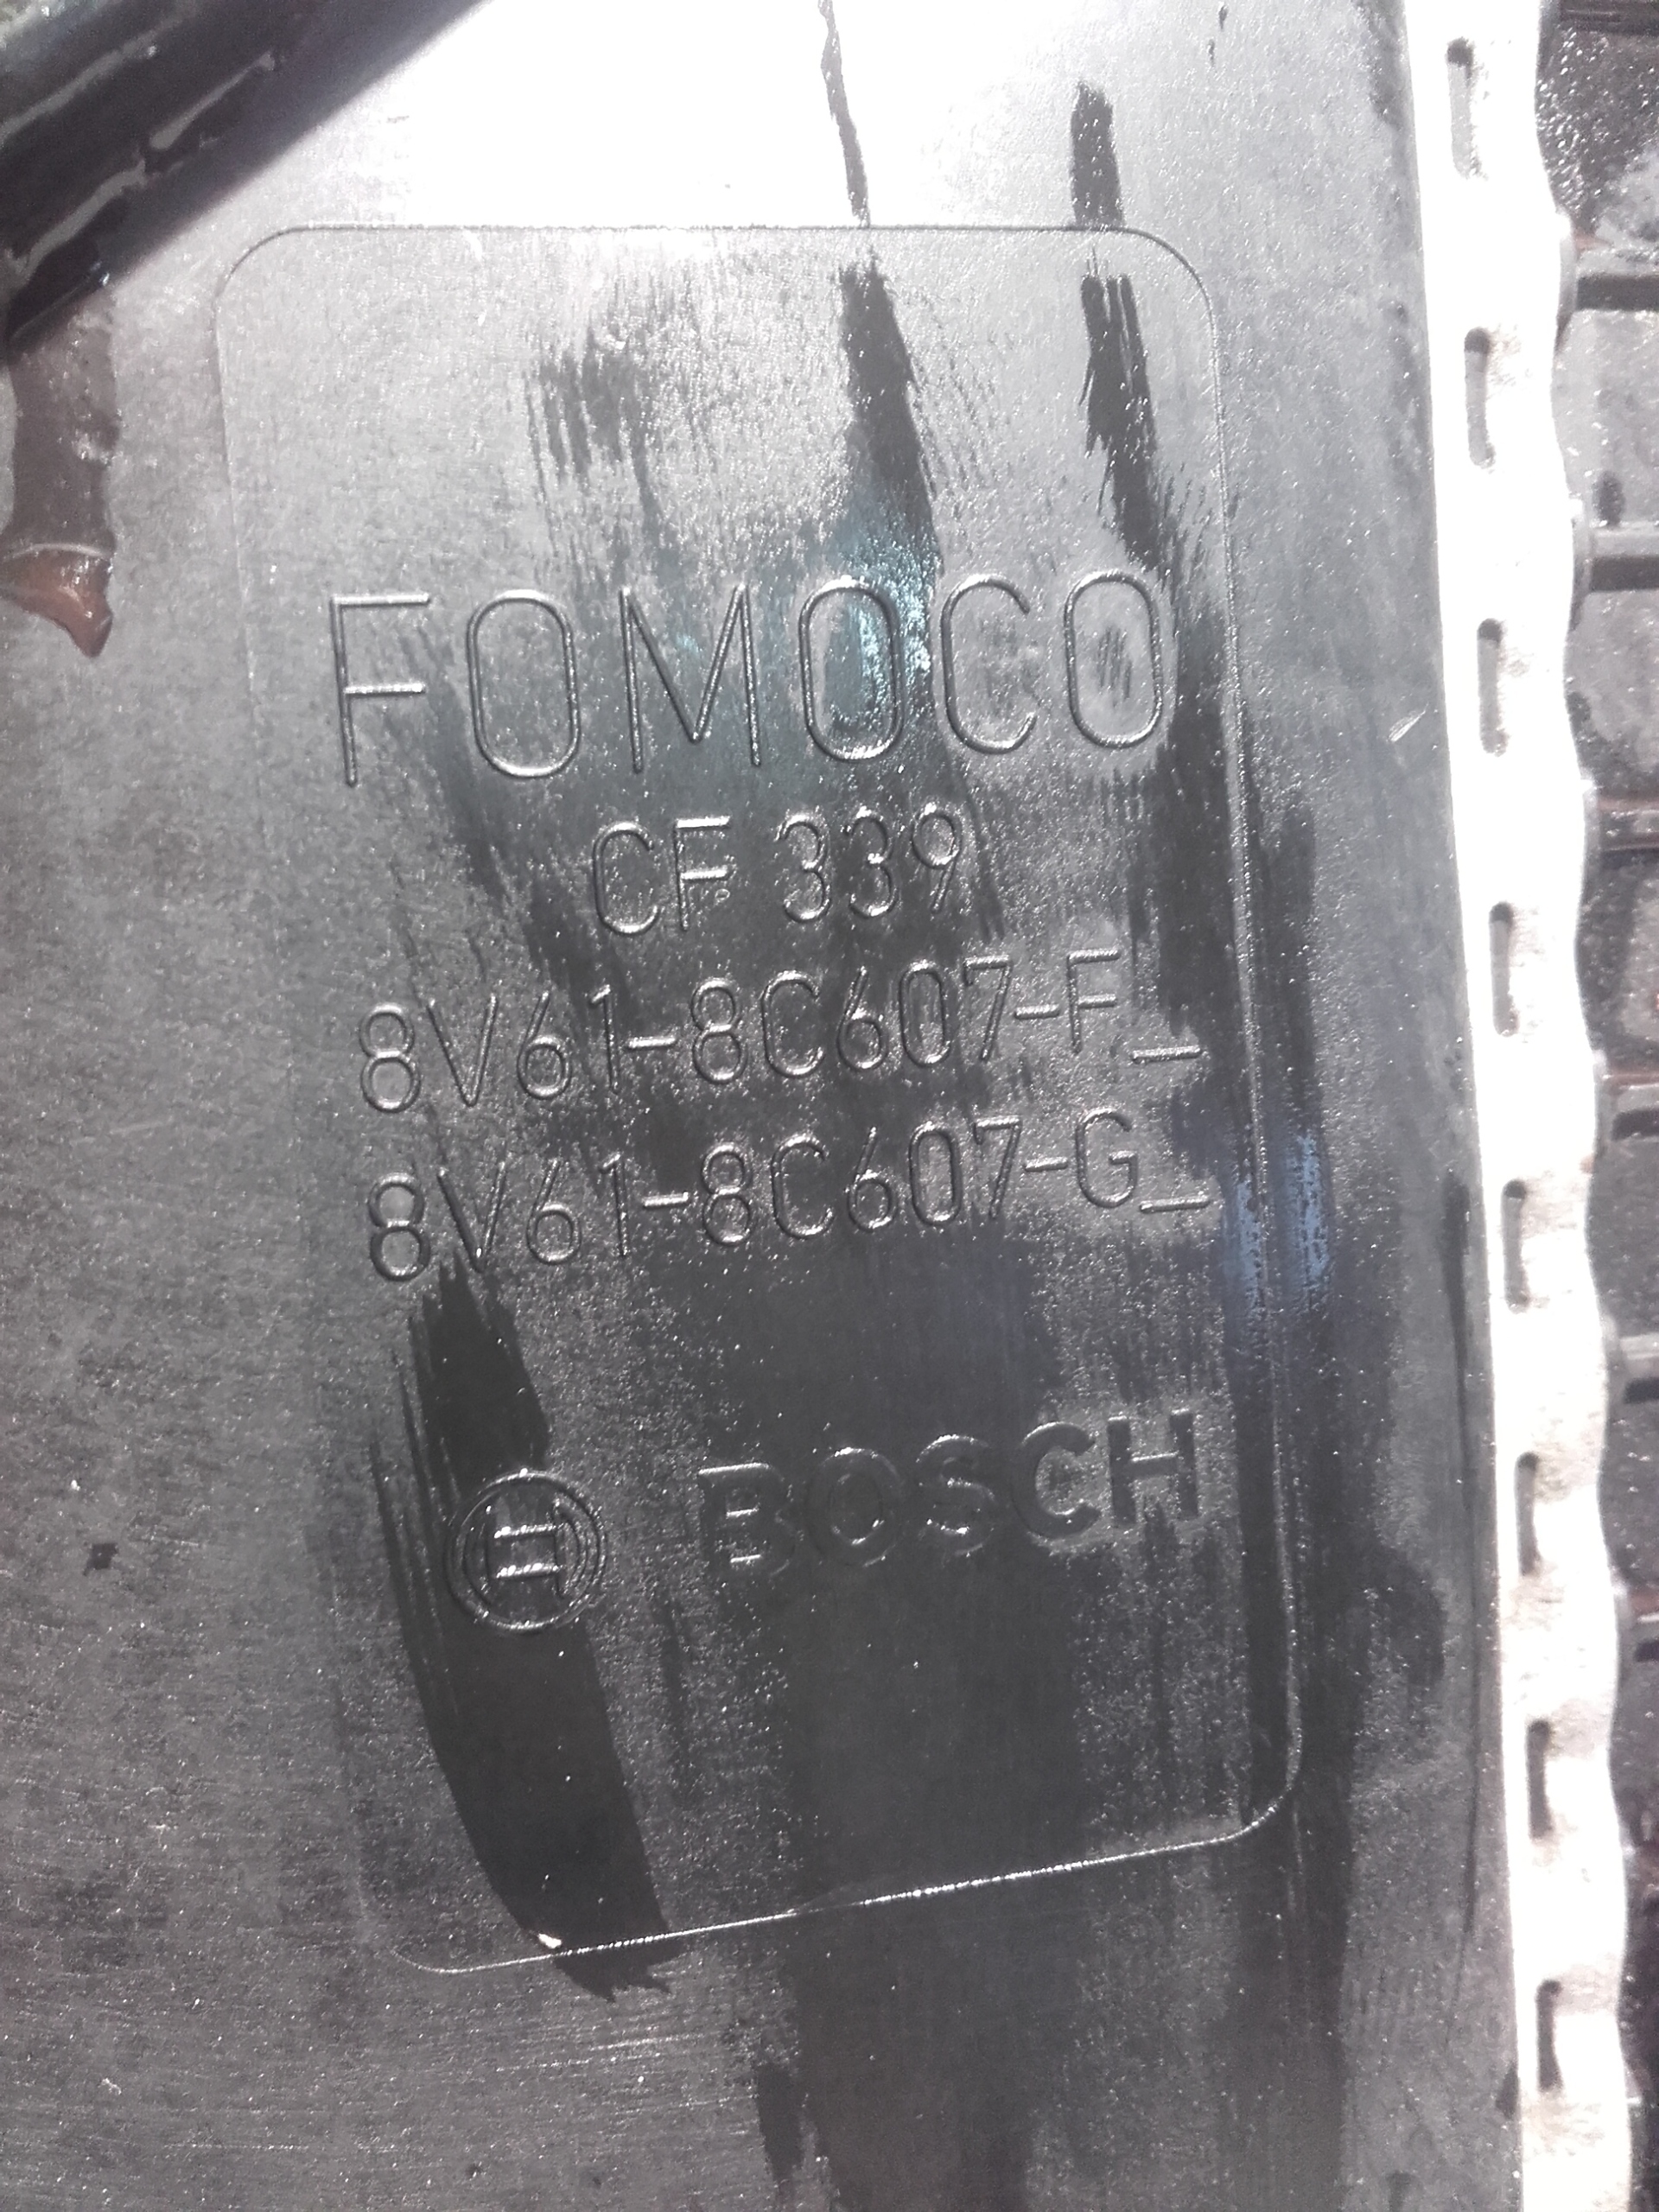 FOMOCO
CF 339
8V61-8C607-F_
8V61-8C607-G_
BOSCH